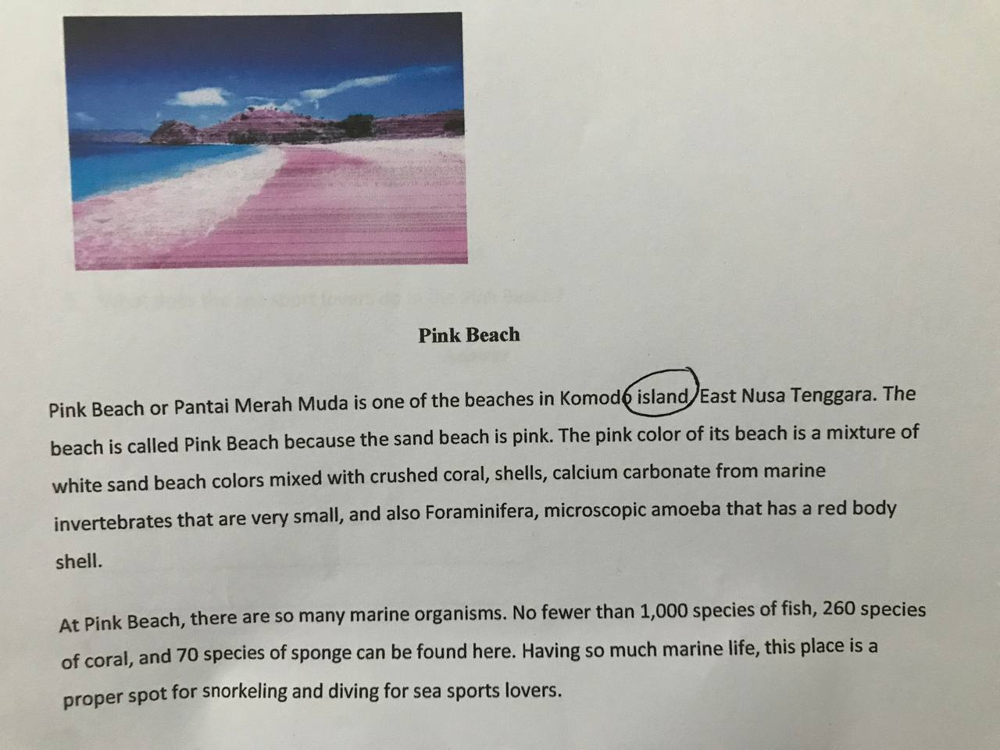 Pink Beach
Pink Beach or Pantai Merah Muda is one of the beaches in Komodo island, East Nusa Tenggara. The
beach is called Pink Beach because the sand beach is pink. The pink color of its beach is a mixture of
white sand beach colors mixed with crushed coral, shells, calcium carbonate from marine
invertebrates that are very small, and also Foraminifera, microscopic amoeba that has a red body
shell.
At Pink Beach, there are so many marine organisms. No fewer than 1,000 species of fish, 260 species
of coral, and 70 species of sponge can be found here. Having so much marine life, this place is a
proper spot for snorkeling and diving for sea sports lovers.